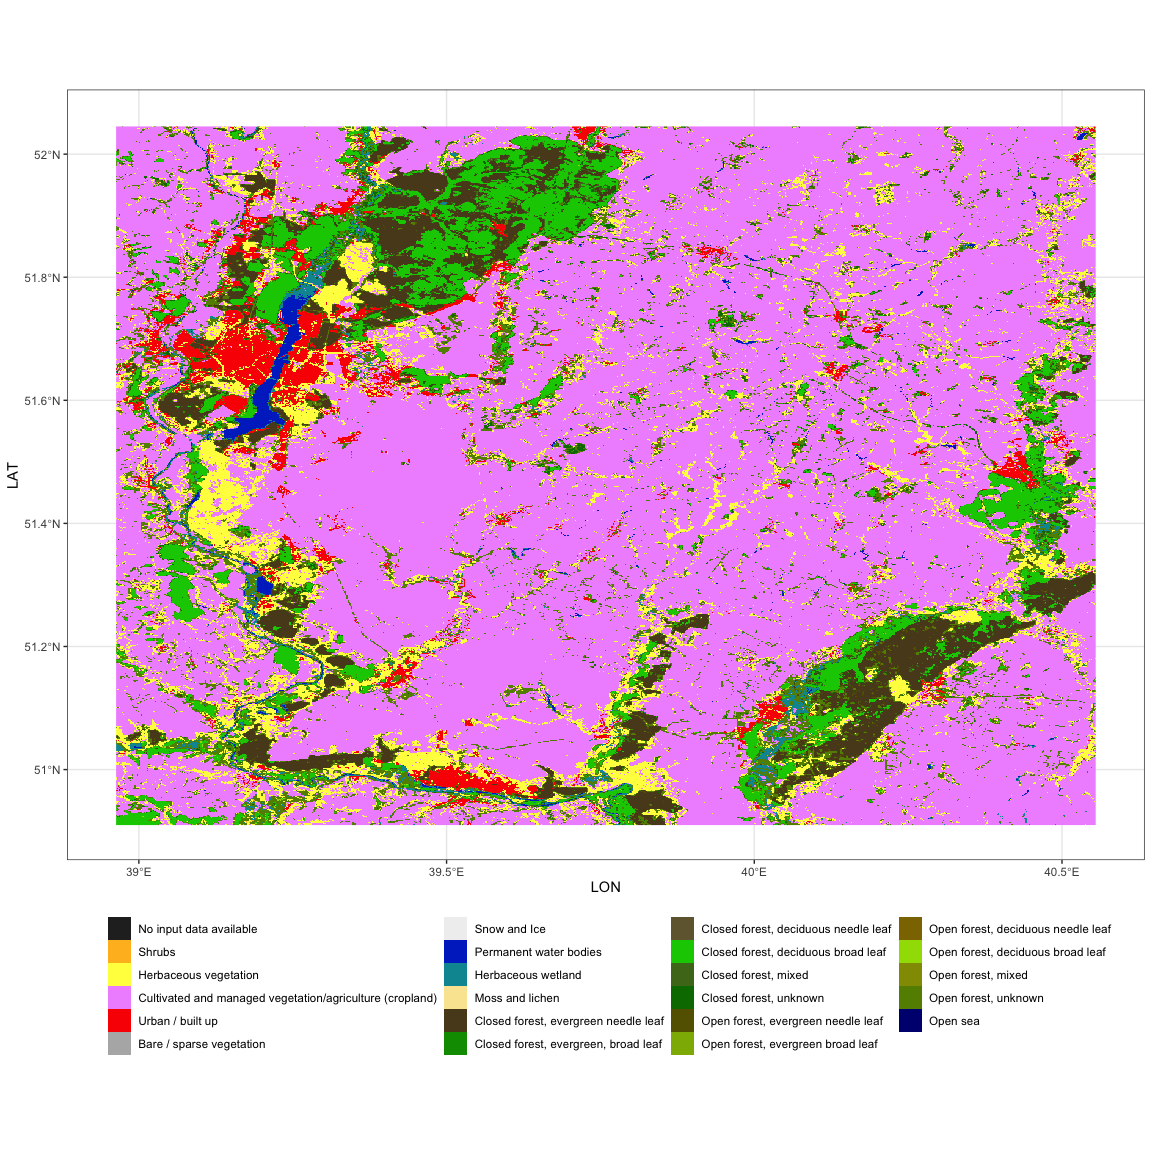 52°N
51.8°N
51.6°N
51.4°N
51.2°N
51°N
LAT
39°E
39.5°E
40°E
40.5°E
LON
No input data available
Shrubs
Herbaceous vegetation
Cultivated and managed vegetation/agriculture (cropland)
Urban / built up
Bare / sparse vegetation
Snow and Ice
Permanent water bodies
Herbaceous wetland
Moss and lichen
Closed forest, evergreen needle leaf
Closed forest, evergreen, broad leaf
Closed forest, deciduous needle leaf
Closed forest, deciduous broad leaf
Closed forest, mixed
Closed forest, unknown
Open forest, evergreen needle leaf
Open forest, evergreen broad leaf
Open forest, deciduous needle leaf
Open forest, deciduous broad leaf
Open forest, mixed
Open forest, unknown
Open sea